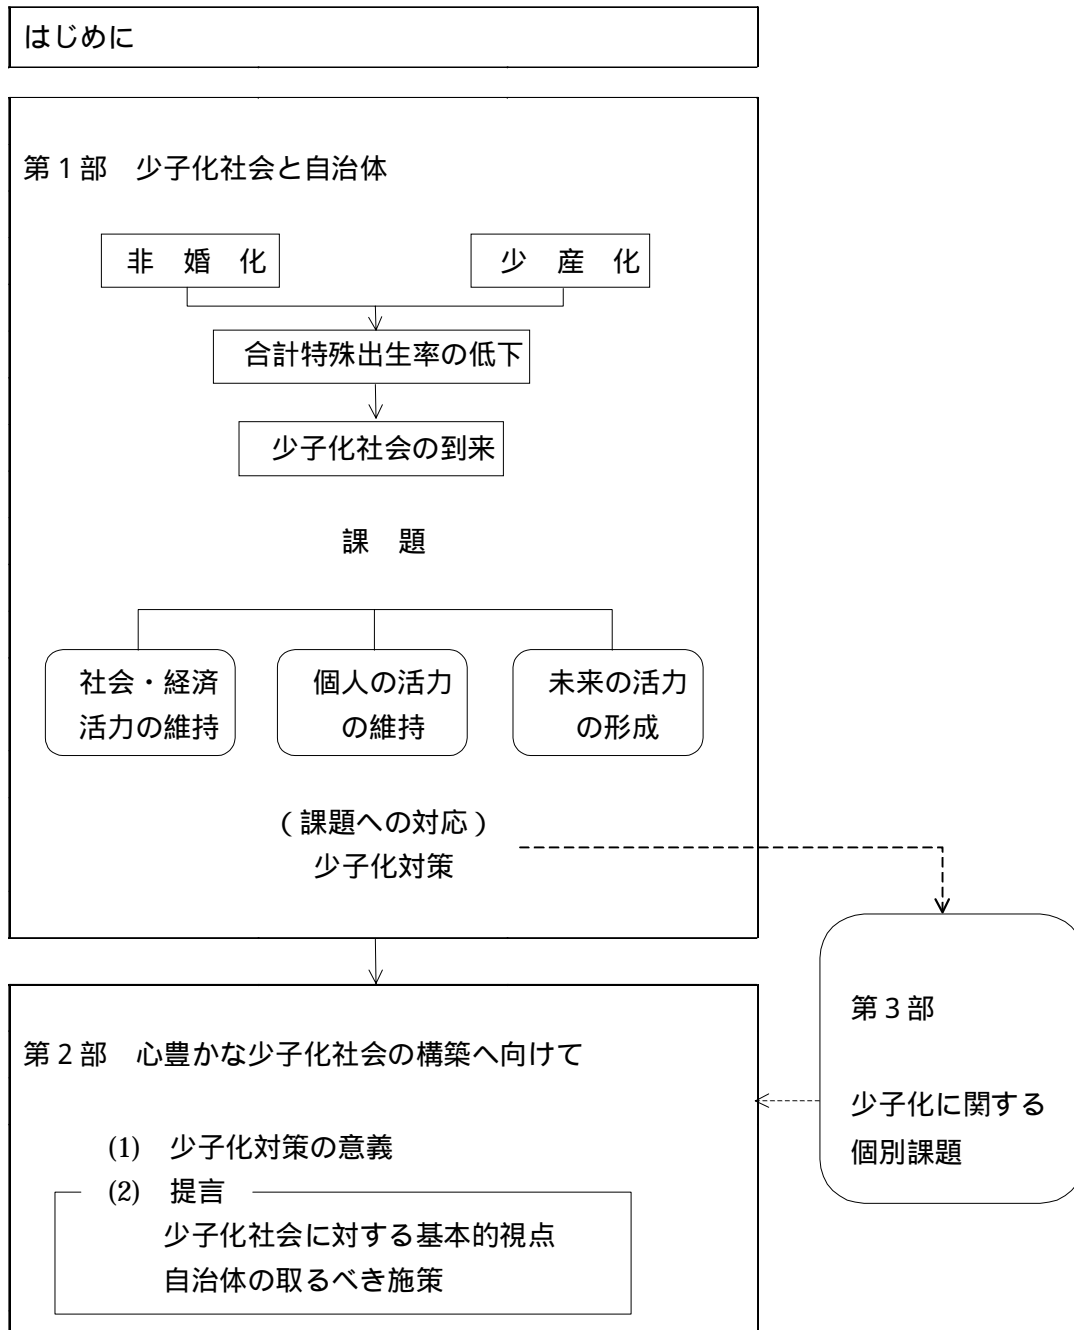 はじめに
第１部　少子化社会と自治体
非　婚　化
少　産　化
合計特殊出生率の低下
少子化社会の到来
課　題
社会・経済
活力の維持
個人の活力
の維持
未来の活力
の形成
（課題への対応）
少子化対策
第３部
少子化に関する
個別課題
第２部　心豊かな少子化社会の構築へ向けて
(1)　少子化対策の意義
(2)　提言
少子化社会に対する基本的視点
自治体の取るべき施策